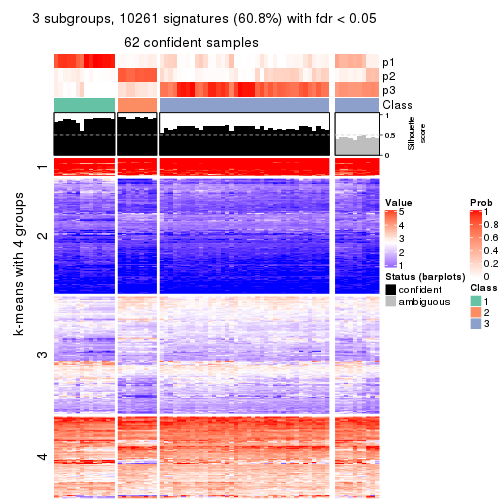 3 subgroups, 10261 signatures (60.8%) with fdr < 0.05
62 confident samples
p1
p2
p3
Class
1
0.5
0
Silhouette
score
k-means with 4 groups
1
2
3
4
Value
5
4
3
2
1
Status (barplots)
confident
ambiguous
Prob
1
0.8
0.6
0.4
0.2
0
Class
1
2
3